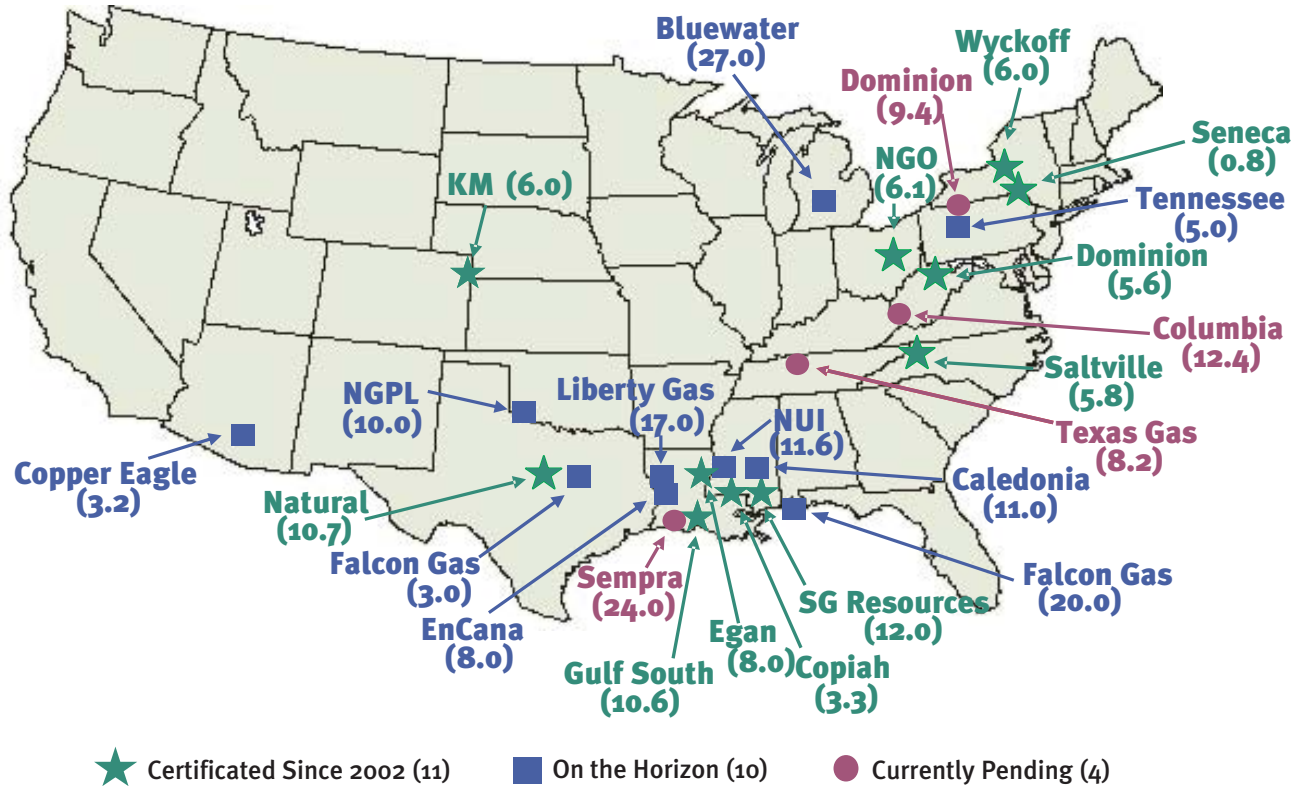 Bluewater
(27.0)
Wyckoff
(6.0)
Dominion
(9.4)
Seneca
(0.8)
NGO
(6.1)
KM (6.0)
Tennessee
(5.0)
Dominion
(5.6)
Columbia
(12.4)
Saltville
(5.8)
NGPL
(10.0)
Liberty Gas
(17.0)
NUI
(11.6)
Texas Gas
(8.2)
Copper Eagle
(3.2)
Natural
(10.7)
Caledonia
(11.0)
Falcon Gas
(3.0)
Sempra
(24.0)
Falcon Gas
(20.0)
SG Resources
(12.0)
EnCana
(8.0)
Egan
(8.0)
Copiah
(3.3)
Gulf South
(10.6)
Certificated Since 2002 (11)
On the Horizon (10)
Currently Pending (4)